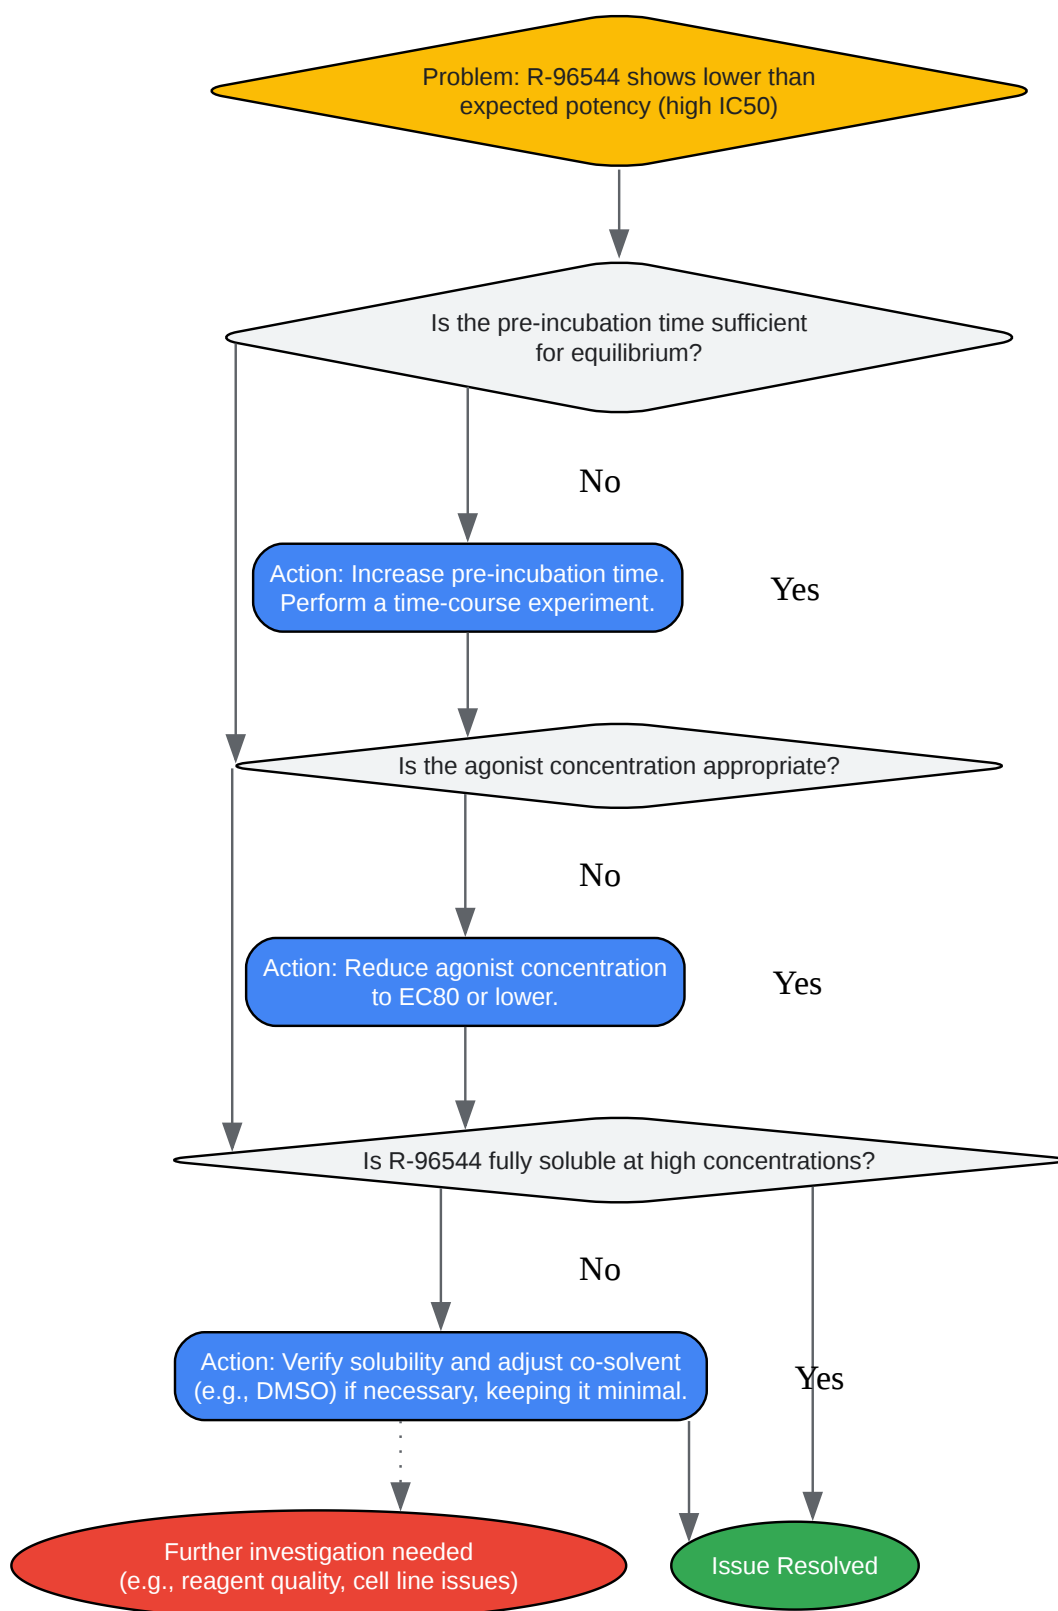 Problem: R-96544 shows lower than
expected potency (high IC50)
Is the pre-incubation time sufficient
for equilibrium?
No
Action: Increase pre-incubation time.
Perform a time-course experiment.
Yes
Is the agonist concentration appropriate?
No
Action: Reduce agonist concentration
to EC80 or lower.
Yes
Is R-96544 fully soluble at high concentrations?
No
Action: Verify solubility and adjust co-solvent
(e.g., DMSO) if necessary, keeping it minimal.
Yes
Further investigation needed
(e.g., reagent quality, cell line issues)
Issue Resolved